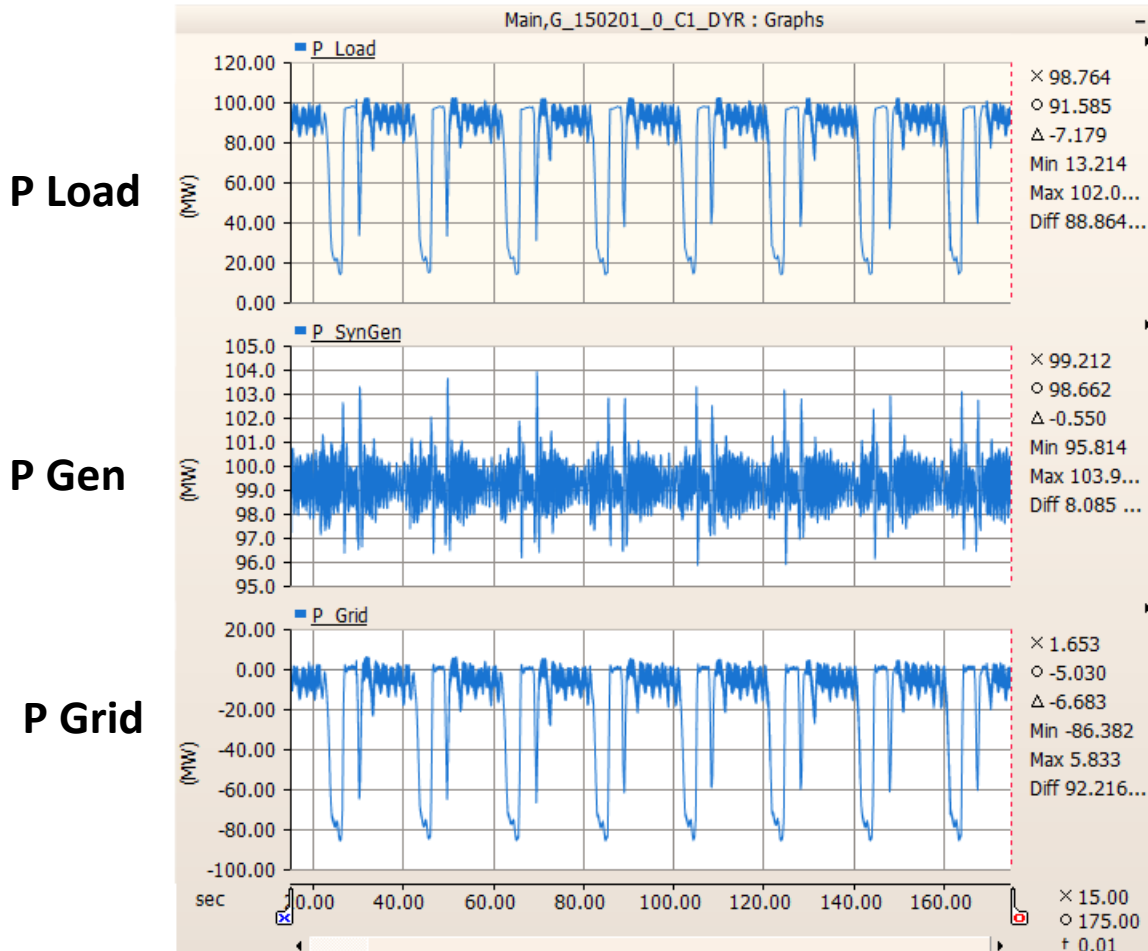 Main,G_150201_0_C1_DYR : Graphs
P Load
P_Load
(MW)
120.00
100.00
80.00
60.00
40.00
20.00
0.00
× 98.764
○ 91.585
Δ -7.179
Min 13.214
Max 102.0...
Diff 88.864...
P Gen
P_SynGen
(MW)
105.0
104.0
103.0
102.0
101.0
100.0
99.0
98.0
97.0
96.0
95.0
× 99.212
○ 98.662
Δ -0.550
Min 95.814
Max 103.9...
Diff 8.085 ...
P Grid
P_Grid
(MW)
20.00
0.00
-20.00
-40.00
-60.00
-80.00
-100.00
× 1.653
○ -5.030
Δ -6.683
Min -86.382
Max 5.833
Diff 92.216...
sec 40.00 60.00 80.00 100.00 120.00 140.00 160.00
× 15.00
○ 175.00
f 0.01